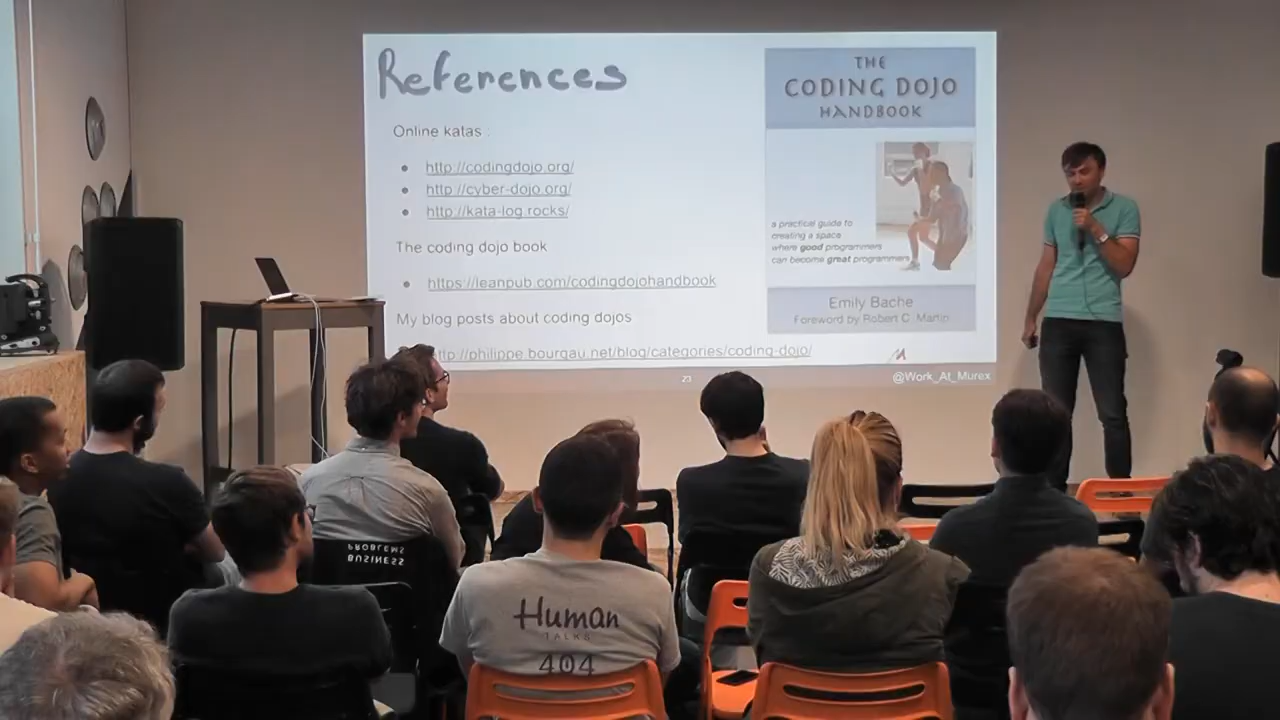 References
Online katas :
http://codingdojo.org/
http://cyber-dojo.org/
http://kata-log.rocks/
The coding dojo book
https://leanpub.com/codingdojohandbook
My blog posts about coding dojos
http://philippe.bourgau.net/blog/categories/coding-dojo/
THE
CODING DOJO
HANDBOOK
a practical guide to
creating a space
where good programmers
can become great programmers
Emily Bache
Foreword by Robert C. Martin
23
@Work_At_Murex
BUSINESS
PROBLEMS
Human
TALKS
404